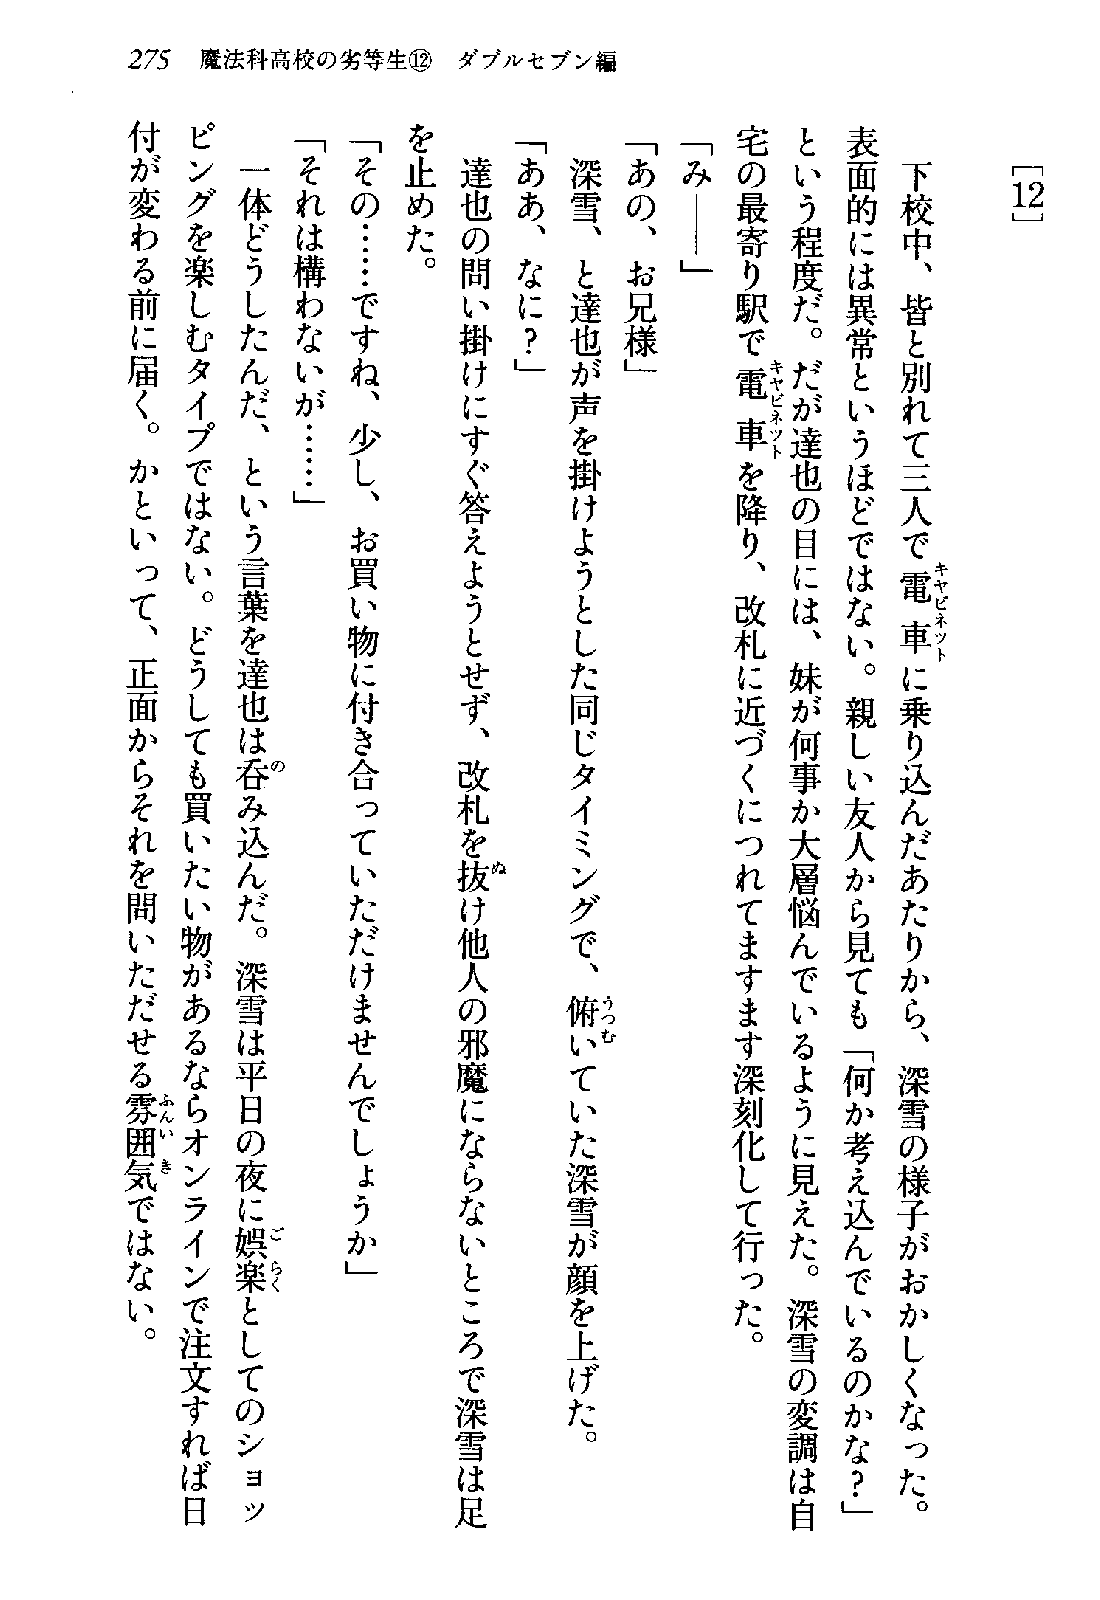 275 魔法科高校の劣等生⑫ ダブルセブン編
［12］
　下校中、皆と別れて三人で電車に乗り込んだあたりから、深雪の様子がおかしくなった。
キャビネット
表面的には異常というほどではない。親しい友人から見ても「何か考え込んでいるのかな？」
という程度だ。だが達也の目には、妹が何事か大層悩んでいるように見えた。深雪の変調は自
宅の最寄り駅で電車を降り、改札に近づくにつれてますます深刻化して行った。
キャビネット
「み――」
「あの、お兄様」
　深雪、と達也が声を掛けようとした同じタイミングで、俯いていた深雪が顔を上げた。
うつむ
「ああ、なに？」
　達也の問い掛けにすぐ答えようとせず、改札を抜け他人の邪魔にならないところで深雪は足
ぬ
を止めた。
「その……ですね、少し、お買い物に付き合っていただけませんでしょうか」
「それは構わないが……」
　一体どうしたんだ、という言葉を達也は呑み込んだ。深雪は平日の夜に娯楽としてのショッ
の
ごらく
ピングを楽しむタイプではない。どうしても買いたい物があるならオンラインで注文すれば日
付が変わる前に届く。かといって、正面からそれを問いただせる雰囲気ではない。
ふんいき